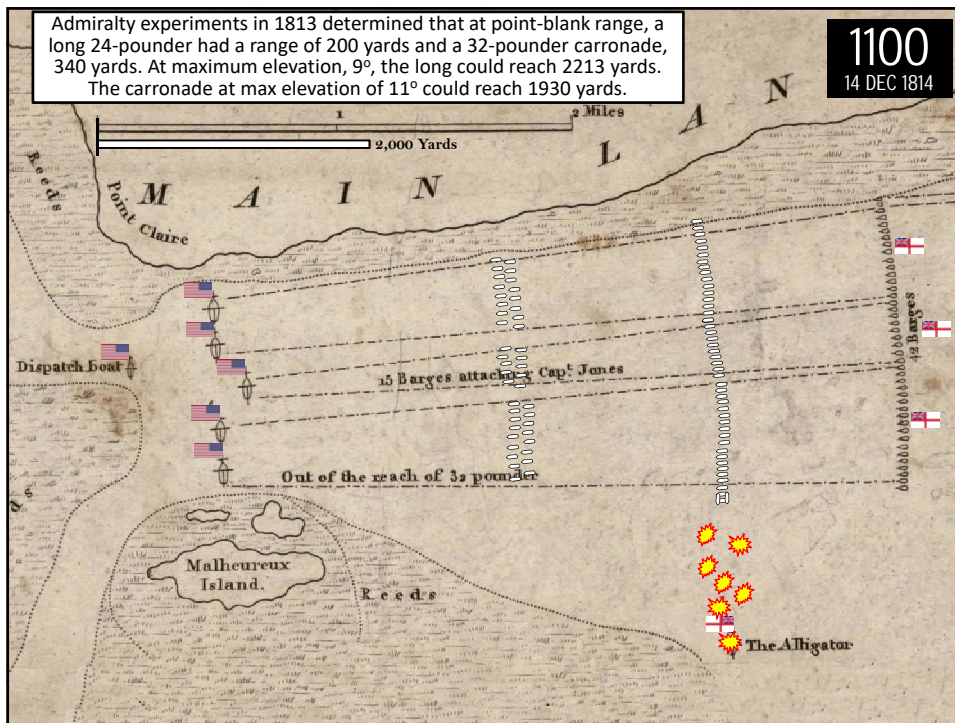 Admiralty experiments in 1813 determined that at point-blank range, a
long 24-pounder had a range of 200 yards and a 32-pounder carronade,
340 yards. At maximum elevation, 9º, the long could reach 2213 yards.
The carronade at max elevation of 11º could reach 1930 yards.
1100
14 DEC 1814
1
2 Miles
2,000 Yards
MAIN LAN
Reeds
Point Claire
Dispatch boat
15 Barges attaching Capt Jones
42 Barges
Out of the reach of 32 pounder
ds
Malheureux
Island.
Reeds
The Alligator